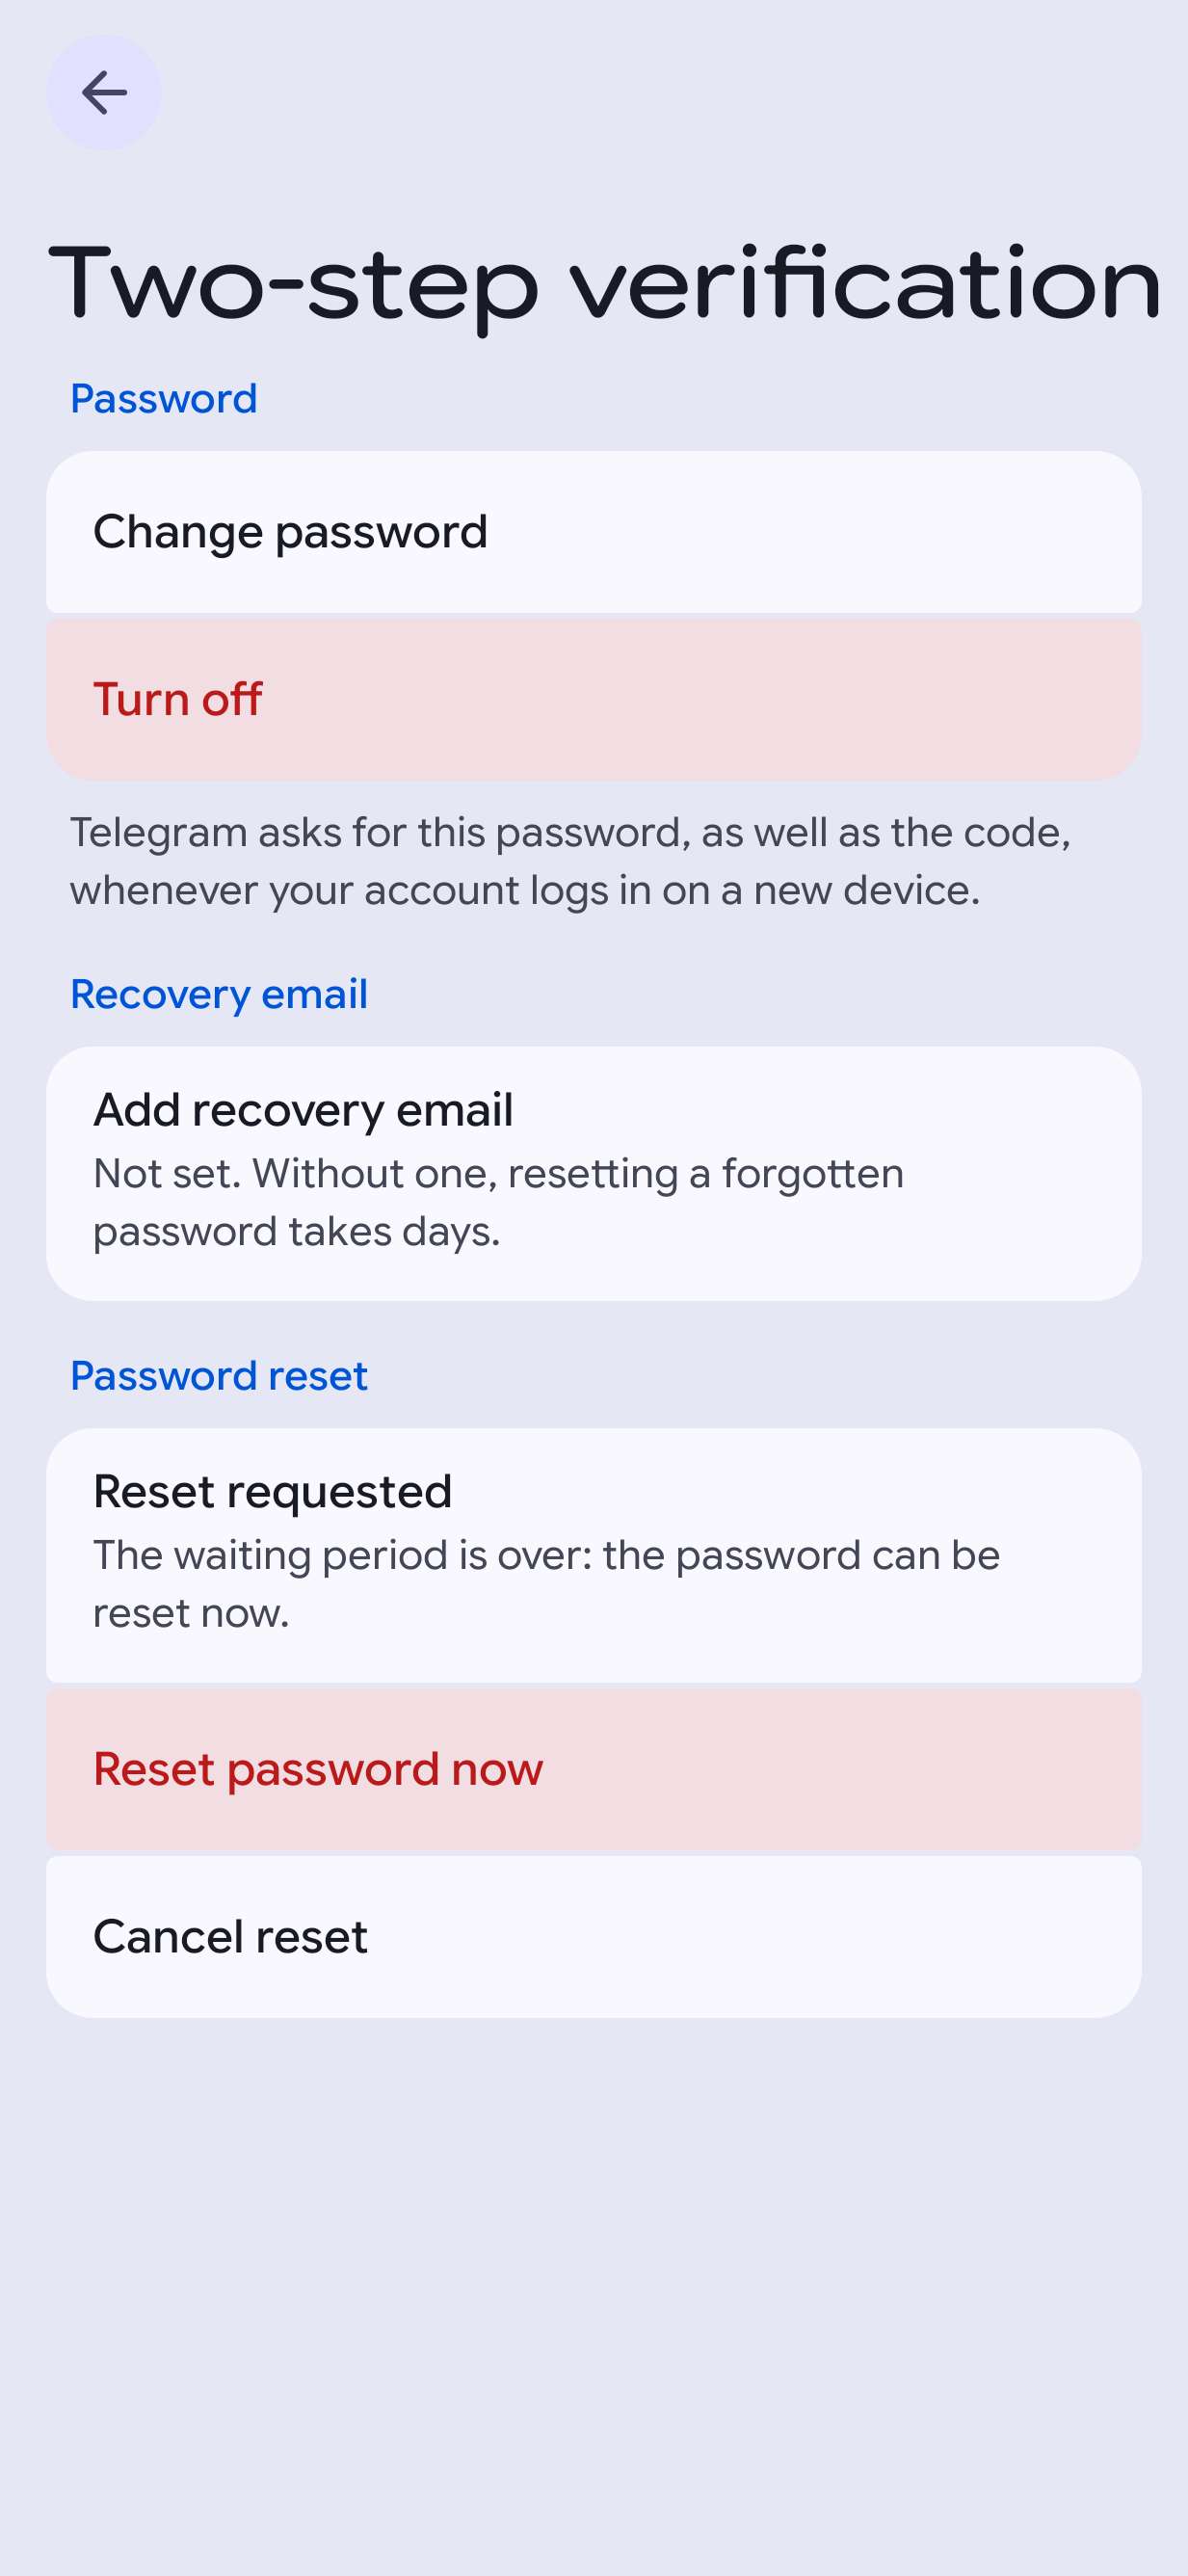 Two-step verification
Password
Change password
Turn off
Telegram asks for this password, as well as the code,
whenever your account logs in on a new device.
Recovery email
Add recovery email
Not set. Without one, resetting a forgotten
password takes days.
Password reset
Reset requested
The waiting period is over: the password can be
reset now.
Reset password now
Cancel reset